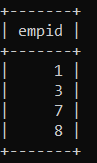 +-------+
| empid |
+-------+
|     1 |
|     3 |
|     7 |
|     8 |
+-------+